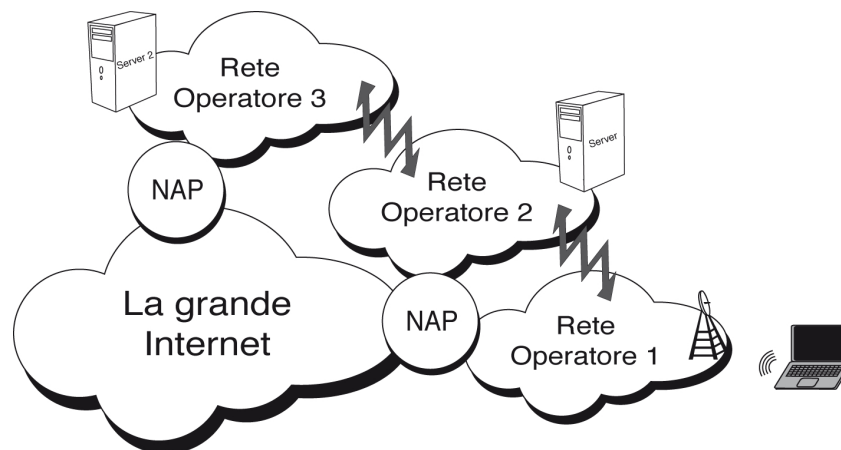 Server 2
Rete
Operatore 3
Server
NAP
Rete
Operatore 2
La grande
Internet
NAP
Rete
Operatore 1